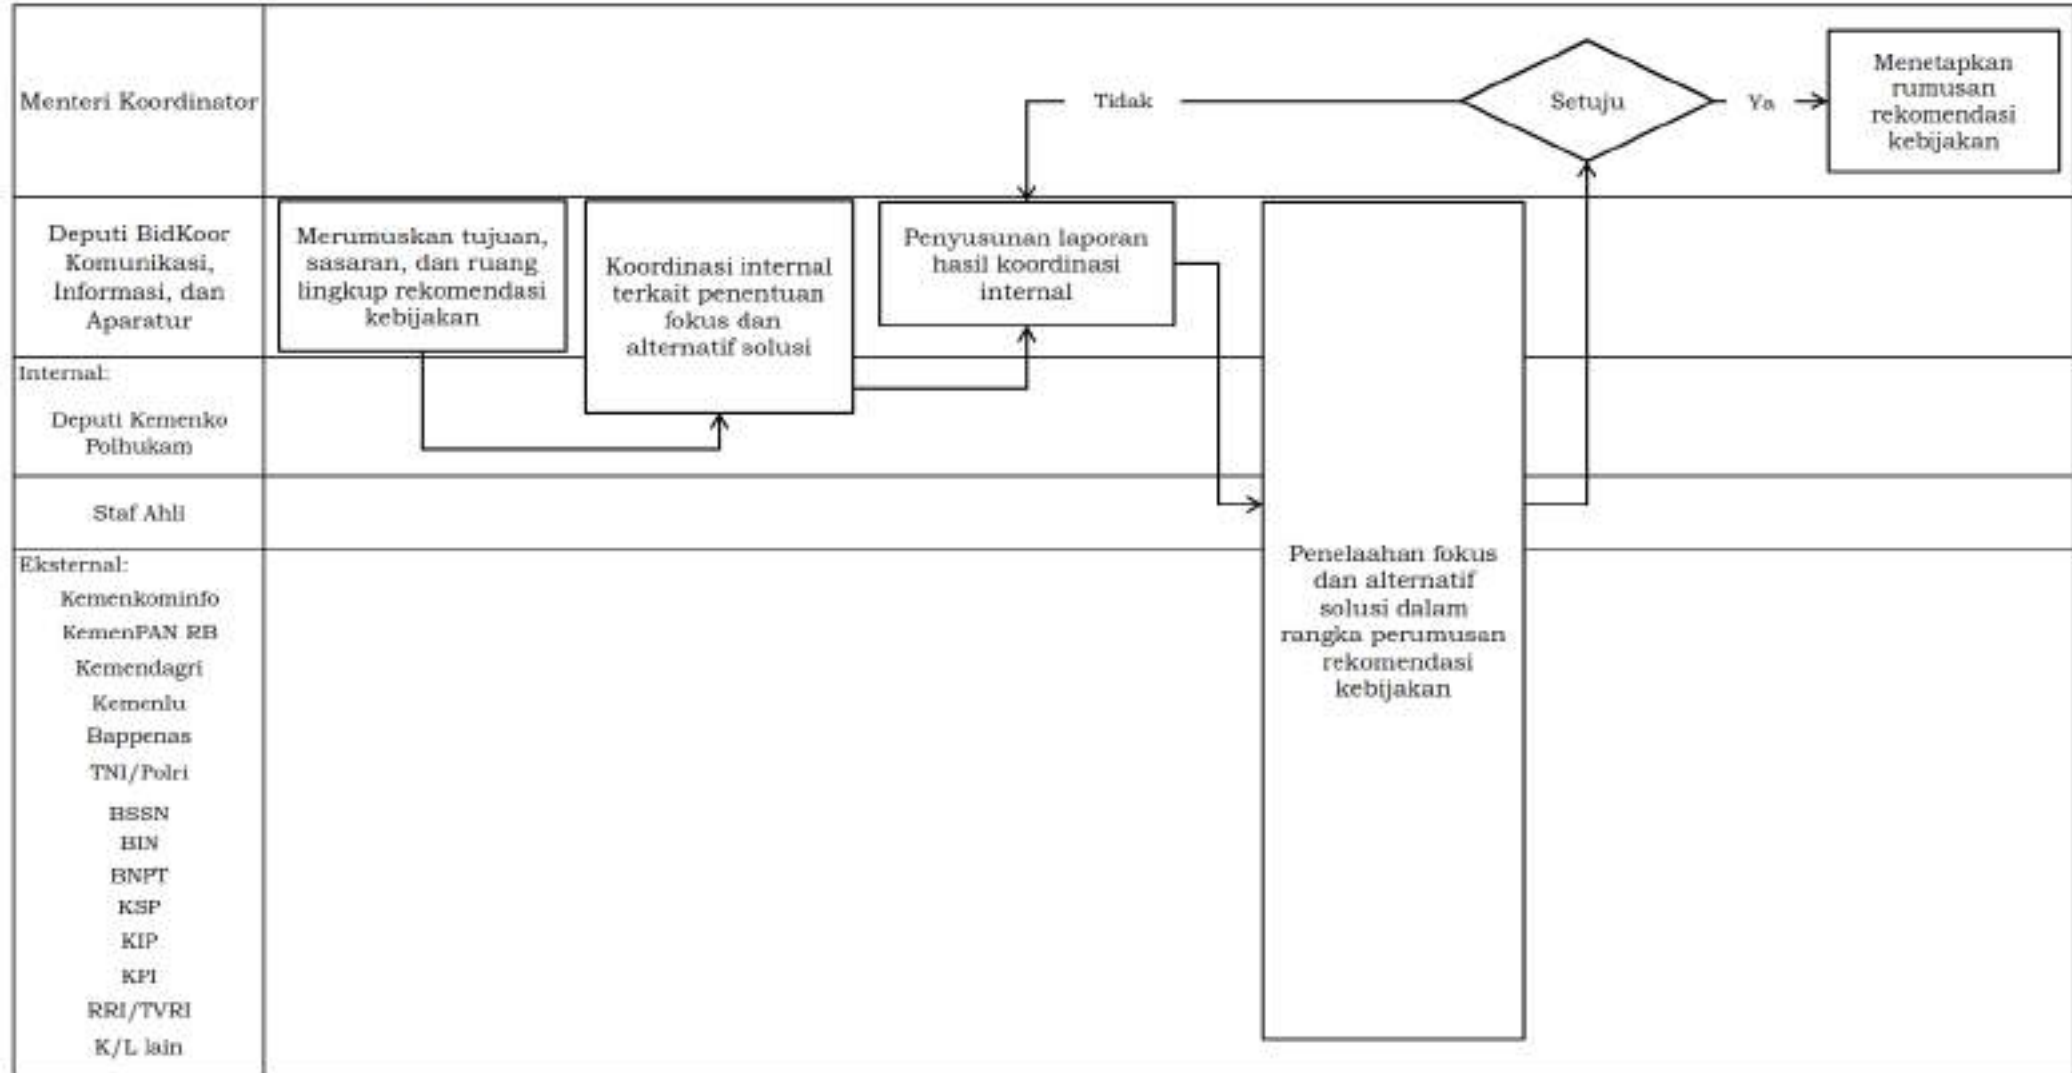 Menteri Koordinator
Tidak
Setuju
Ya
Menetapkan
rumusan
rekomendasi
kebijakan
Deputi BidKoor
Komunikasi,
Informasi, dan
Aparatur
Merumuskan tujuan,
sasaran, dan ruang
lingkup rekomendasi
kebijakan
Koordinasi internal
terkait penentuan
fokus dan
alternatif solusi
Penyusunan laporan
hasil koordinasi
internal
Internal:
Deputi Kemenko
Polhukam
Staf Ahli
Penelaahan fokus
dan alternatif
solusi dalam
rangka perumusan
rekomendasi
kebijakan
Eksternal:
Kemenkominfo
KemenPAN RB
Kemendagri
Kemenlu
Bappenas
TNI/Polri
BSSN
BIN
BNPT
KSP
KIP
KPI
RRI/TVRI
K/L lain